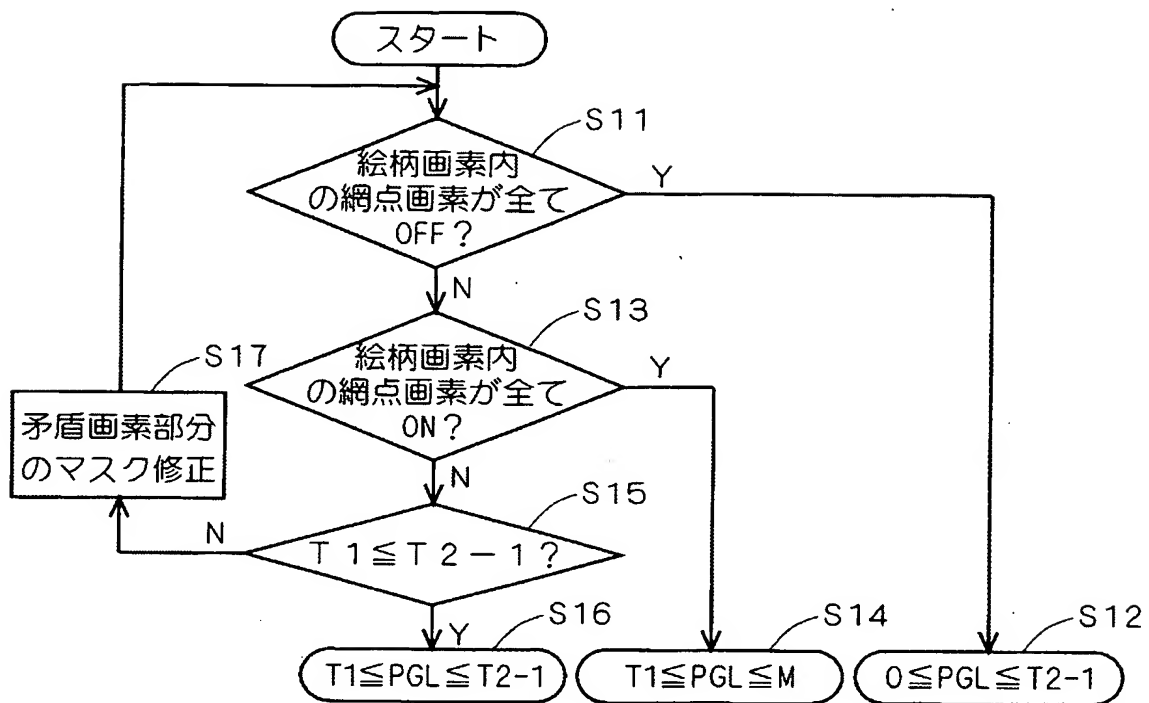 スタート
S11
絵柄画素内
の網点画素が全て
OFF?
Y
N
S13
絵柄画素内
の網点画素が全て
ON?
Y
S17
矛盾画素部分
のマスク修正
N
S15
T1≦T2-1?
N
Y
S16
T1≦PGL≦T2-1
S14
T1≦PGL≦M
S12
0≦PGL≦T2-1